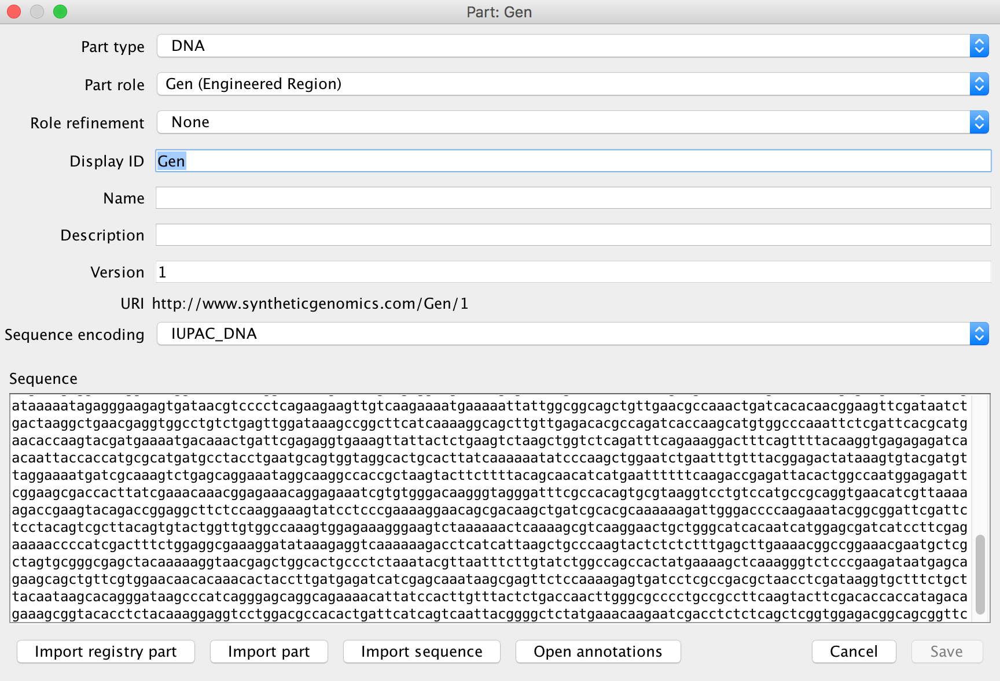 Part: Gen
Part type DNA
Part role Gen (Engineered Region)
Role refinement None
Display ID Gen
Name
Description
Version 1
URI http://www.syntheticgenomics.com/Gen/1
Sequence encoding IUPAC_DNA
Sequence
ataaaaatagagggaagagtgataacgtcccctcagaagaagttgtcaagaaaatgaaaaattattggcggcagctgttgaacgccaaactgatcacacaacggaagttcgataatct
gactaaggctgaacgaggtggcctgtctgagttggataaagccggcttcatcaaaaggcagcttgttgagacacgccagatcaccaagcatgtggcccaaattctcgattcacgcatg
aacaccaagtacgatgaaaatgacaaactgattcgagaggtgaaagttattactctgaagtctaagctggtctcagatttcagaaaggactttcagttttacaaggtgagagagatca
acaattaccaccatgcgcatgatgcctacctgaatgcagtggtaggcactgcacttatcaaaaaatatcccaagctggaatctgaatttgtttacggagactataaagtgtacgatgt
taggaaaatgatcgcaaagtctgagcaggaaataggcaaggccaccgctaagtacttcttttacagcaacatcatgaattttttcaagaccgagattacactggccaatggagagatt
cggaagcgaccacttatcgaaacaaacggagaaacaggagaaatcgtgtgggacaagggtagggatttcgccacagtgcgtaaggtcctgtccatgccgcaggtgaacatcgttaaaa
agaccgaagtacagaccggaggcttctccaaggaaagtatcctcccgaaaaggaacagcgacaagctgatcgcacgcaaaaaagattgggaccccaagaaatacggcggattcgattc
tcctacagtcgcttacagtgtactggttgtggccaaagtggagaaagggaagtctaaaaaactcaaaagcgtcaaggaactgctgggcatcacaatcatggagcgatcatccttcgag
aaaaaccccatcgactttctggaggcgaaaggatataaagaggtcaaaaaagacctcatcattaagctgcccaagtactctctctttgagcttgaaaacggccggaaacgaatgctcg
ctagtgcgggcgagctacaaaaaggtaacgagctggcactgccctctaaatacgttaatttcttgtatctggccagccactatgaaaagctcaaagggtctcccgaagataatgagca
gaagcagctgttcgtggaacaacacaaacactaccttgatgagatcatcgagcaaataagcgagttctccaaaagagtgatcctcgccgacgctaacctcgataaggtgctttctgct
tacaataagcacagggataagcccatcagggagcaggcagaaaacattatccacttgtttactctgaccaacttgggcgcccctgccgccttcaagtacttcgacaccaccatagaca
gaaagcggtacacctctacaaaggaggtcctggacgccacactgattcatcagtcaattacggggctctatgaaacaagaatcgacctctctcagctcggtggagacggcagcggttc
Import registry part Import part Import sequence Open annotations Cancel Save